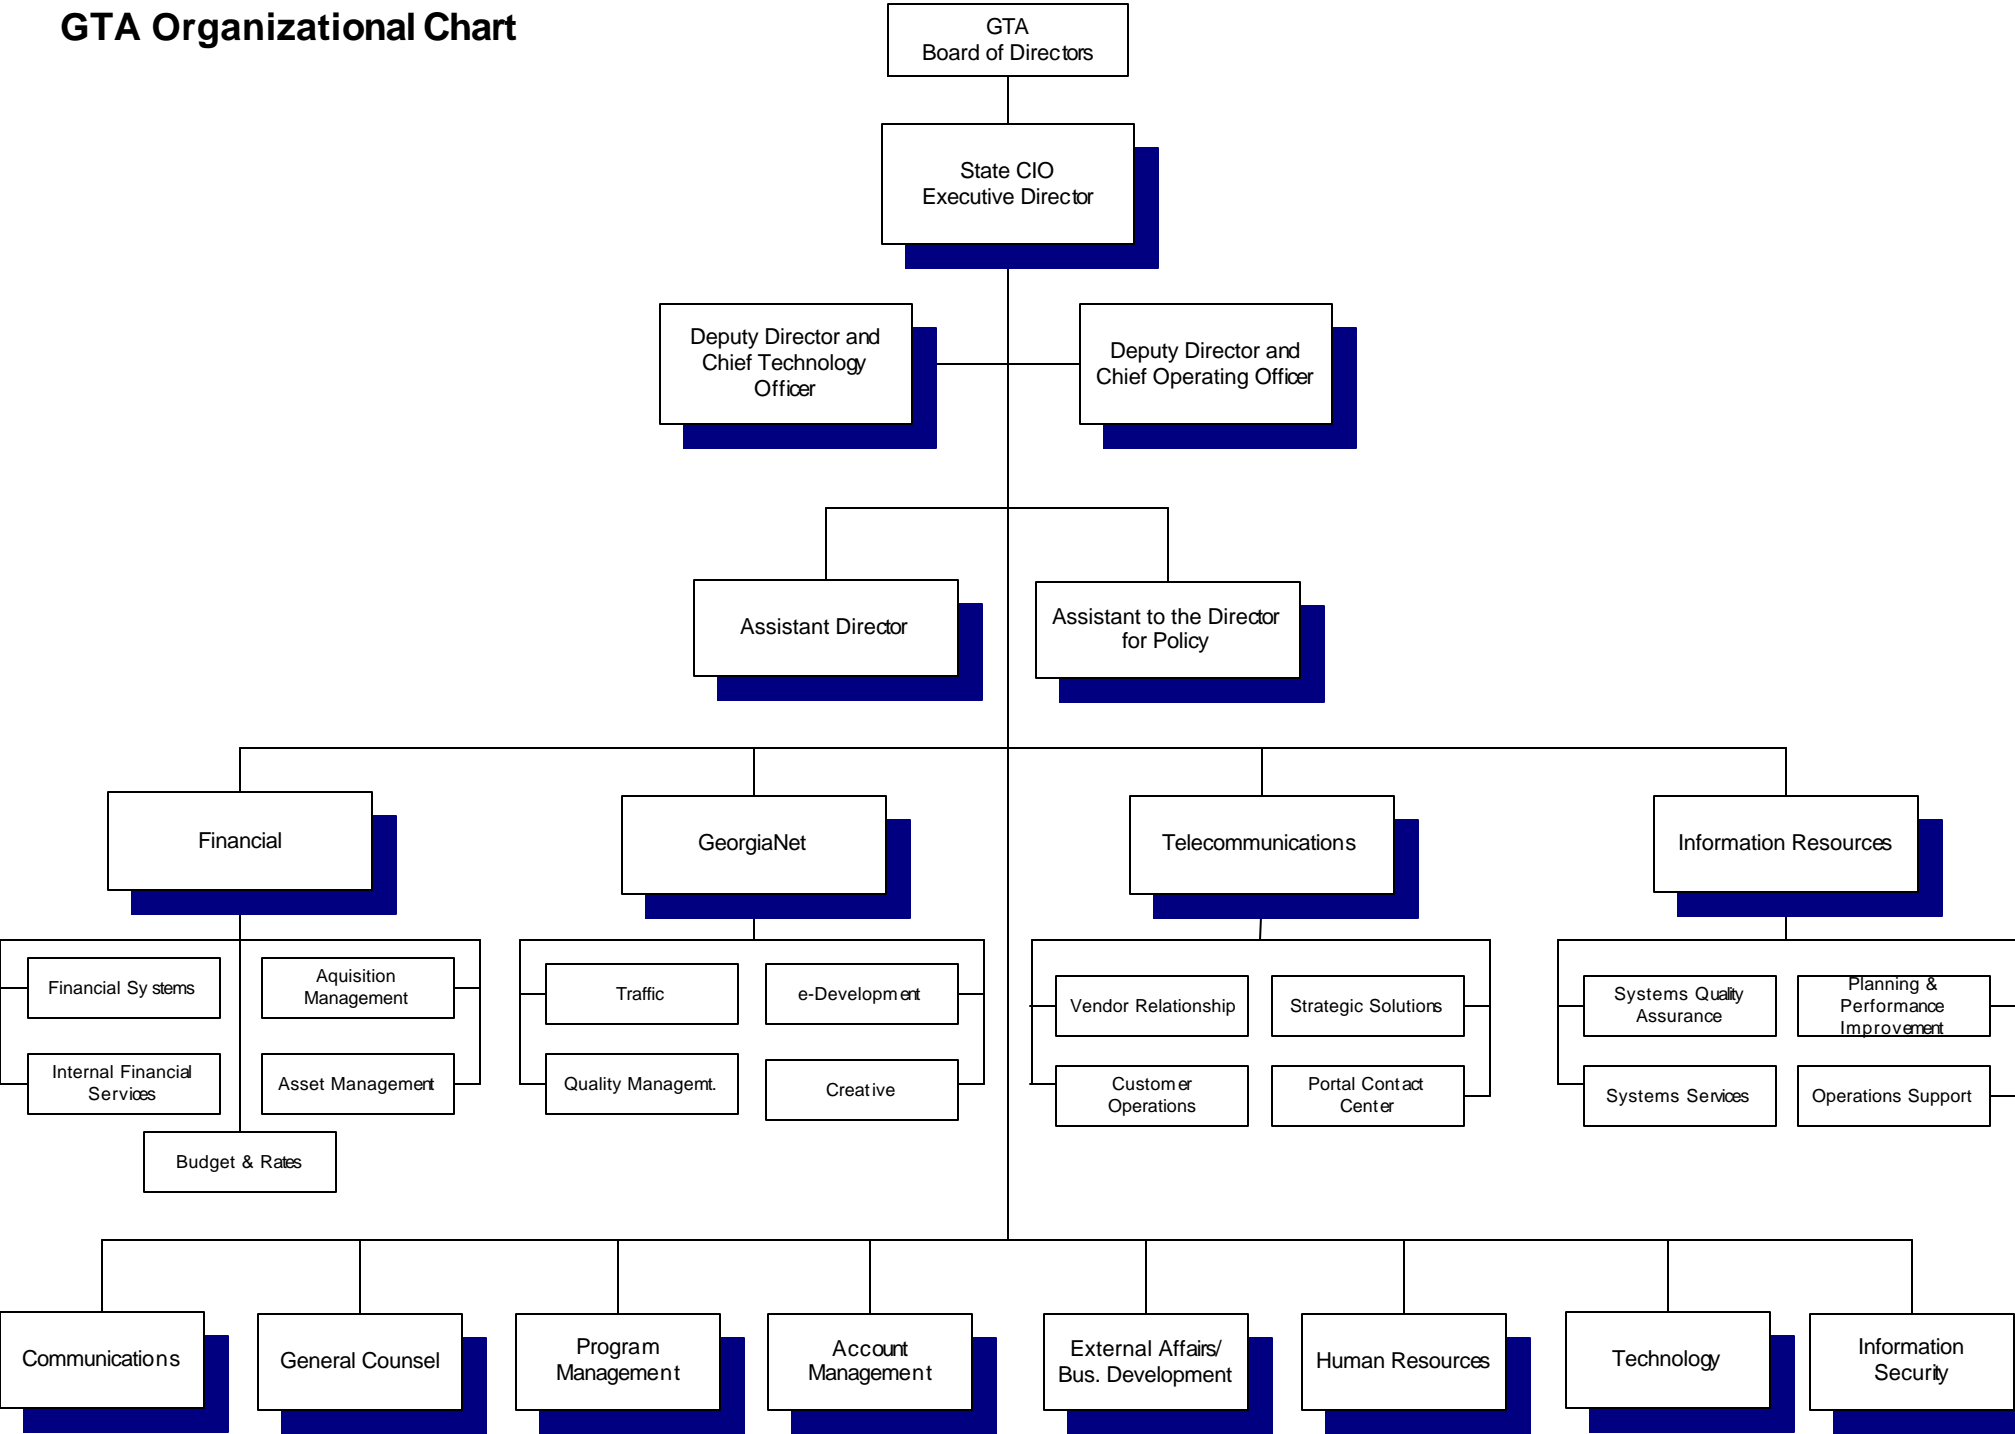 GTA Organizational Chart
GTA
Board of Directors
State CIO
Executive Director
Deputy Director and
Chief Technology
Officer
Deputy Director and
Chief Operating Officer
Assistant Director
Assistant to the Director
for Policy
Financial
GeorgiaNet
Telecommunications
Information Resources
Financial Systems
Aquisition
Management
Internal Financial
Services
Asset Management
Budget & Rates
Traffic
e-Development
Quality Managemt.
Creative
Vendor Relationship
Strategic Solutions
Customer
Operations
Portal Contact
Center
Systems Quality
Assurance
Planning &
Performance
Improvement
Systems Services
Operations Support
Communications
General Counsel
Program
Management
Account
Management
External Affairs/
Bus. Development
Human Resources
Technology
Information
Security